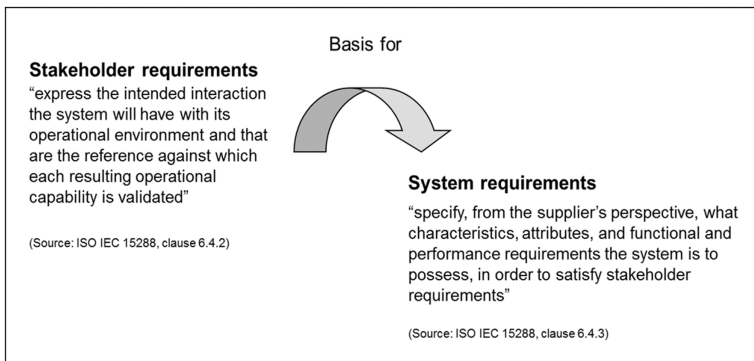 Basis for
Stakeholder requirements
“express the intended interaction
the system will have with its
operational environment and that
are the reference against which
each resulting operational
capability is validated”
(Source: ISO IEC 15288, clause 6.4.2)
System requirements
“specify, from the supplier’s perspective, what
characteristics, attributes, and functional and
performance requirements the system is to
possess, in order to satisfy stakeholder
requirements”
(Source: ISO IEC 15288, clause 6.4.3)